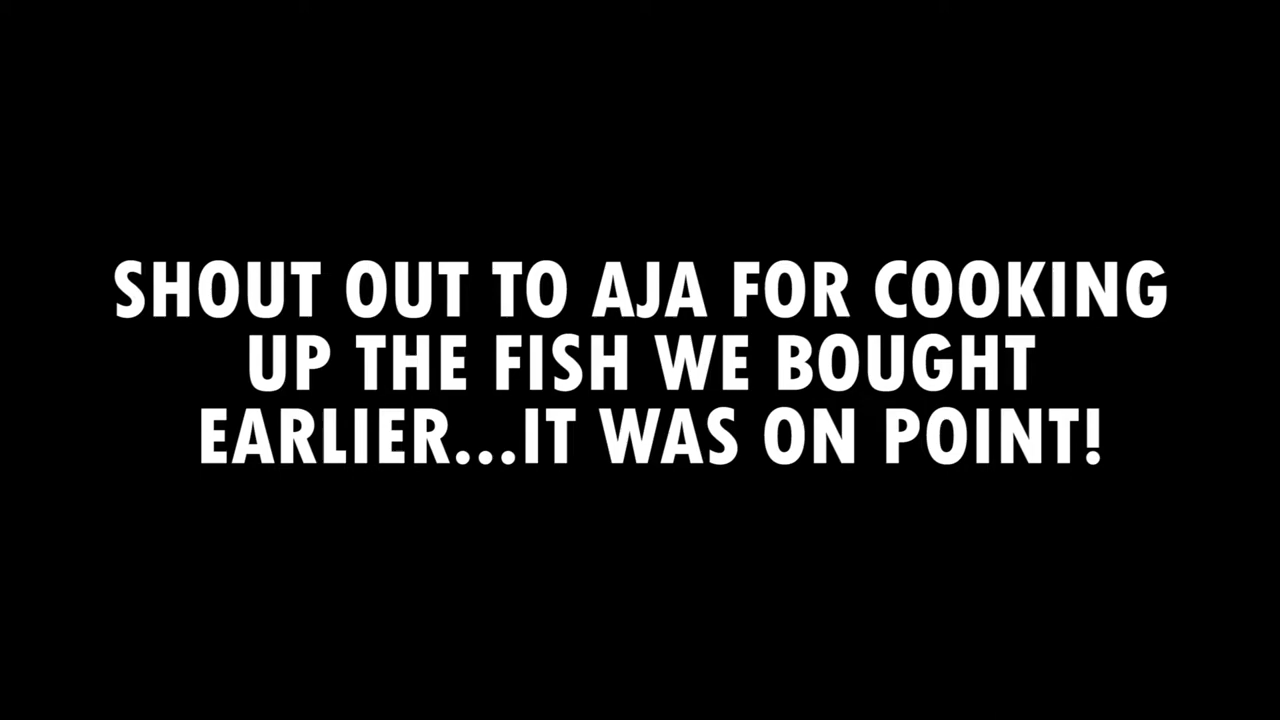 SHOUT OUT TO AJA FOR COOKING
UP THE FISH WE BOUGHT
EARLIER...IT WAS ON POINT!